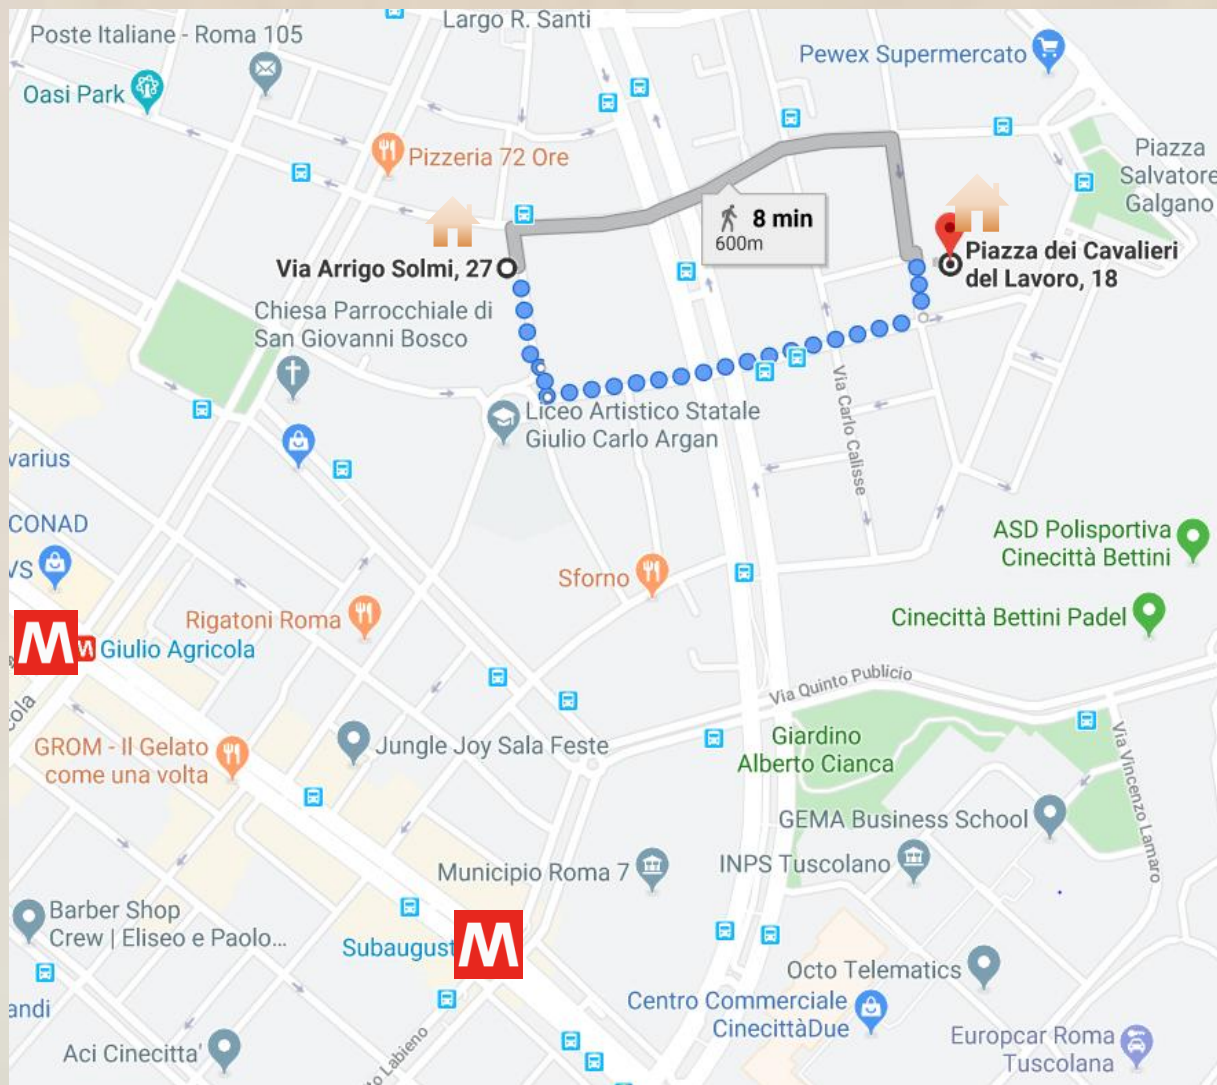 Largo R. Santi
Poste Italiane - Roma 105
Pewex Supermercato
Oasi Park
Pizzeria 72 Ore
Piazza
Salvatore
Galgano
8 min
600m
Piazza dei Cavalieri
del Lavoro, 18
Via Arrigo Solmi, 27
Chiesa Parrocchiale di
San Giovanni Bosco
Via Carlo Calisse
Liceo Artistico Statale
Giulio Carlo Argan
varius
CONAD
VS
ASD Polisportiva
Cinecittà Bettini
Sforno
Rigatoni Roma
Cinecittà Bettini Padel
M
M
Giulio Agricola
cola
Via Quinto Publicio
GROM - Il Gelato
come una volta
Jungle Joy Sala Feste
Giardino
Alberto Cianca
Via Vincenzo Lamaro
GEMA Business School
Municipio Roma 7
INPS Tuscolano
Barber Shop
Crew | Eliseo e Paolo...
Subaugust
M
Octo Telematics
andi
Centro Commerciale
CinecittàDue
Europcar Roma
Tuscolana
Aci Cinecitta'
to Labieno